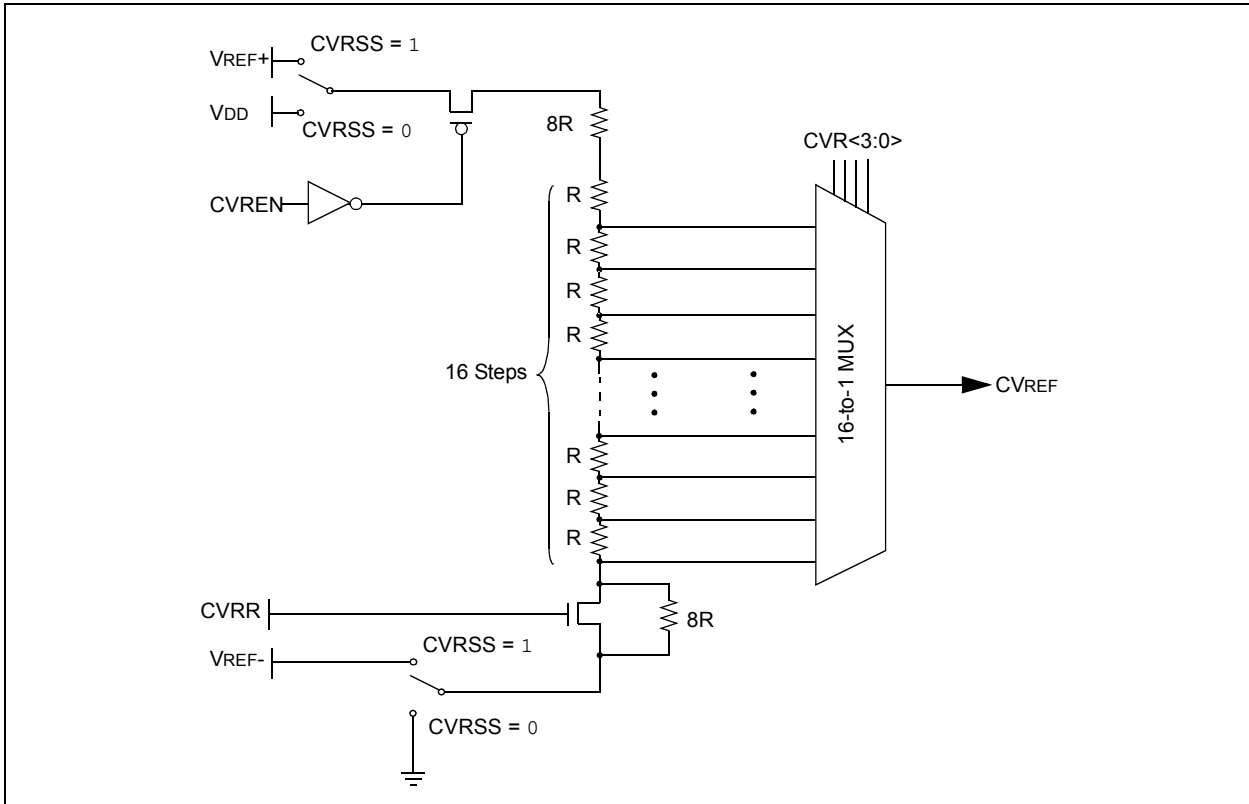 CVRSS = 1
VREF+
VDD
CVRSS = 0
8R
CVREN
R
R
R
R
16 Steps
R
R
R
CVR<3:0>
16-to-1 MUX
CVREF
CVRR
8R
VREF-
CVRSS = 1
CVRSS = 0